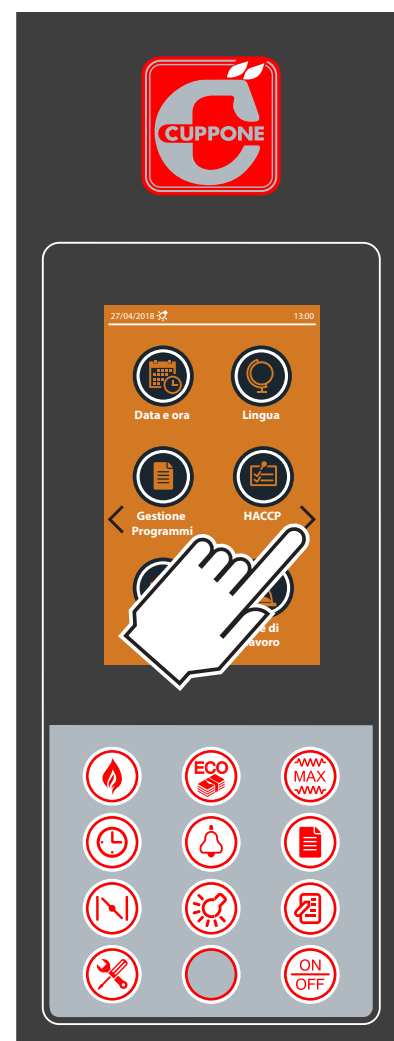 CUPPONE
27/04/2018
13:00
Data e ora
Lingua
Gestione
Programmi
HACCP
di
avoro
ECO
MAX
ON
OFF